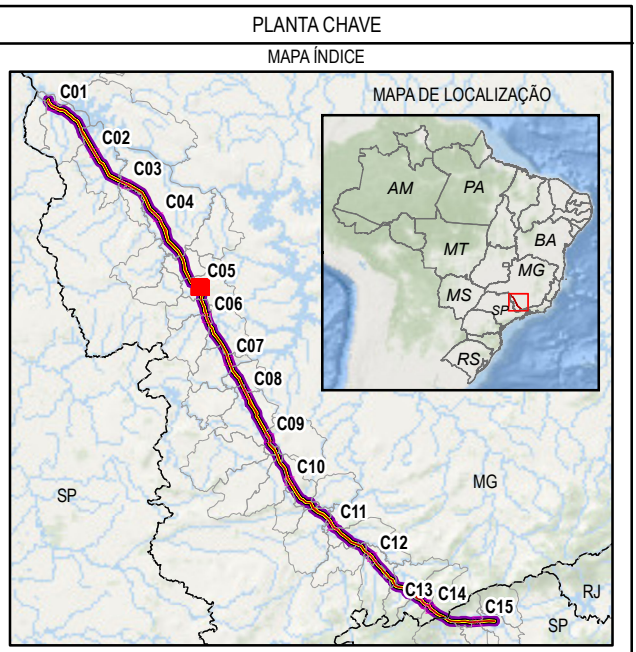 PLANTA CHAVE
MAPA ÍNDICE
MAPA DE LOCALIZAÇÃO
C01
C02
C03
C04
C05
C06
C07
C08
C09
C10
C11
C12
C13
C14
C15
SP
MG
RJ
SP
AM
PA
MT
BA
MG
MS
SP
RS